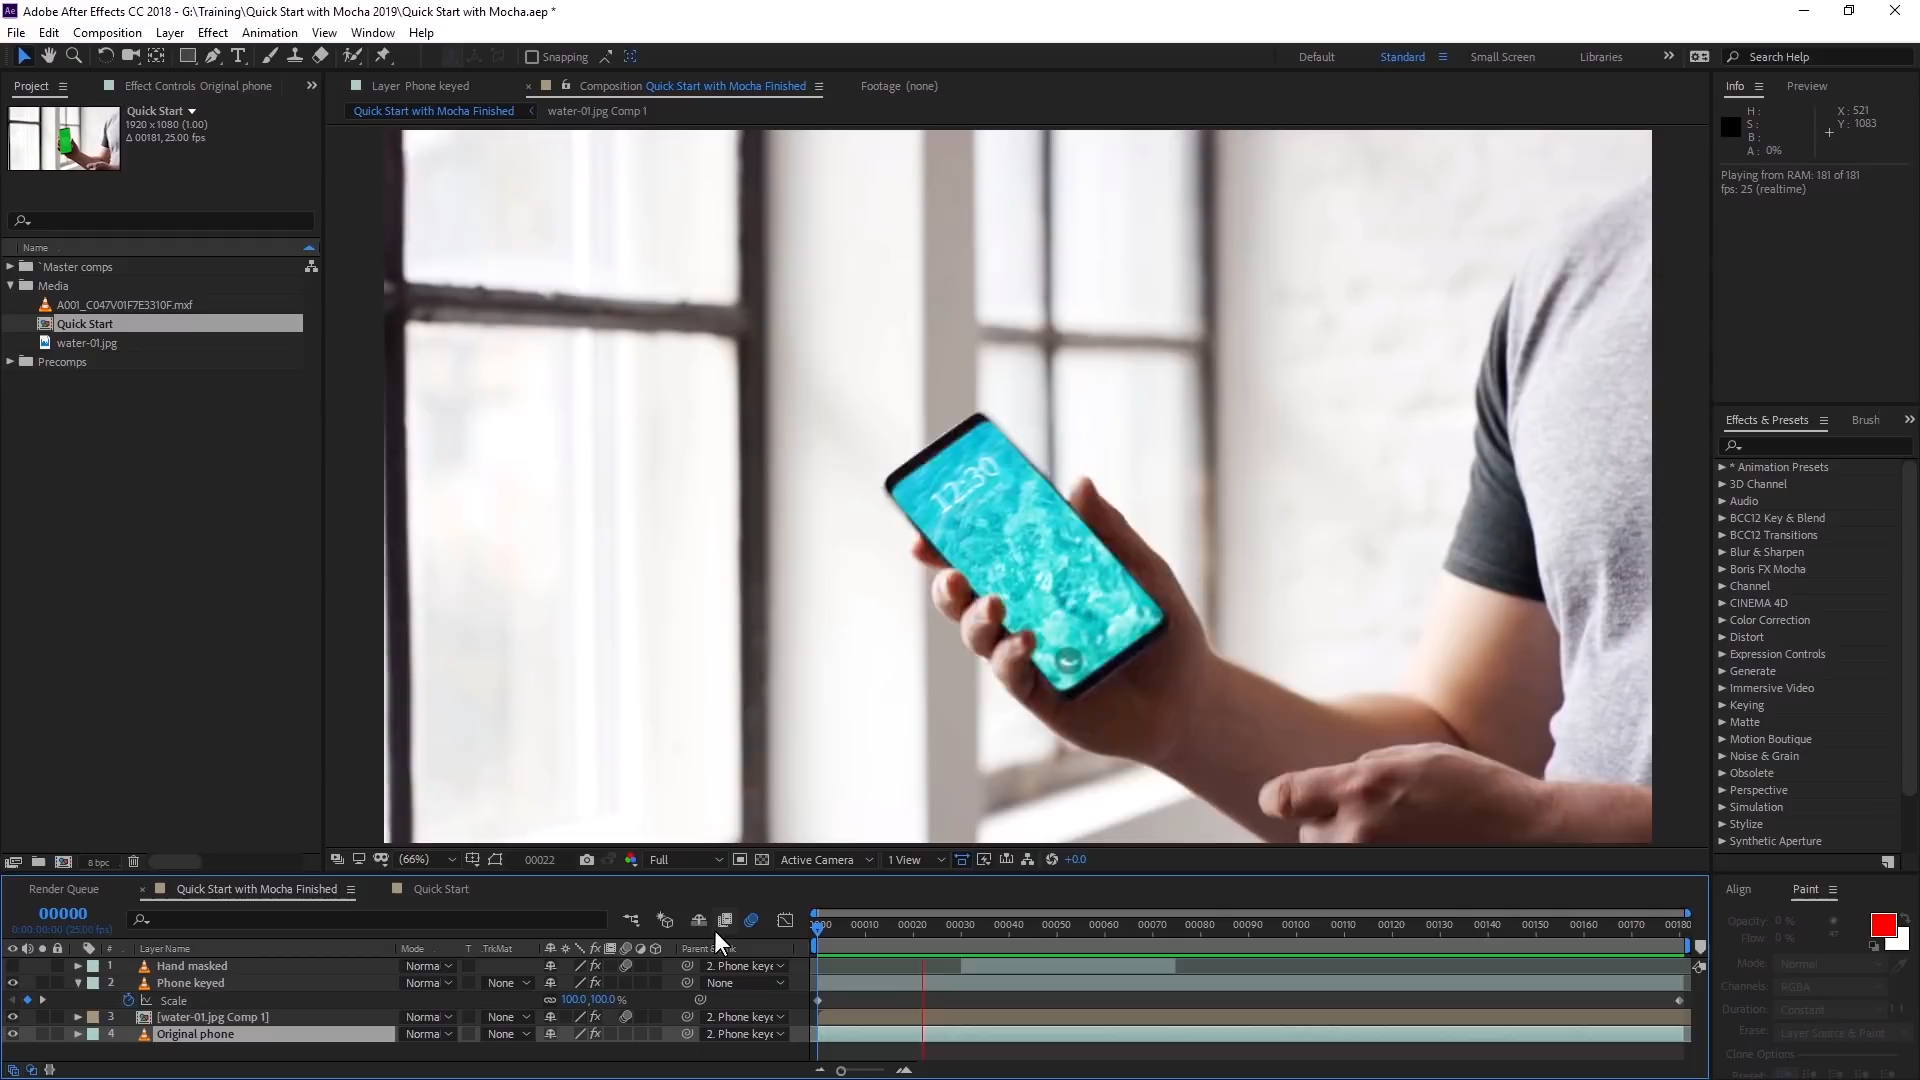 Ae Adobe After Effects CC 2018 - G:\Training\Quick Start with Mocha 2019\Quick Start with Mocha.aep *
File Edit Composition Layer Effect Animation View Window Help
Snapping Default Standard Small Screen Libraries Search Help
Project Effect Controls Original phone
Layer Phone keyed Composition Quick Start with Mocha Finished Footage (none)
Info Preview
Quick Start with Mocha Finished water-01.jpg Comp 1
Quick Start
1920 x 1080 (1.00)
Δ 00181, 25.00 fps
H :
S :
B :
A : 0%
X : 521
Y : 1083
Playing from RAM: 181 of 181
fps: 25 (realtime)
Name
`Master comps
Media
A001_C047V01F7E3310F.mxf
Quick Start
water-01.jpg
Precomps
12:30
Effects & Presets Brush
* Animation Presets
3D Channel
Audio
BCC12 Key & Blend
BCC12 Transitions
Blur & Sharpen
Boris FX Mocha
Channel
CINEMA 4D
Color Correction
Distort
Expression Controls
Generate
Immersive Video
Keying
Matte
Motion Boutique
Noise & Grain
Obsolete
Perspective
Simulation
Stylize
Synthetic Aperture
8 bpc
(66%) 00022 Full Active Camera 1 View +0.0
Render Queue Quick Start with Mocha Finished Quick Start
00000
0:00:00:00 (25.00 fps)
00010 00020 00030 00040 00050 00060 00070 00080 00090 00100 00110 00120 00130 00140 00150 00160 00170 00180
# Layer Name Mode T .TrkMat
1 Hand masked Norma 2. Phone keye
2 Phone keyed Norma None None
Scale 100.0,100.0 %
3 [water-01.jpg Comp 1] Norma None 2. Phone keye
4 Original phone Norma None 2. Phone keye
Align Paint
Opacity: 0 %
Flow: 0 %
Mode: Normal
Channels: RGBA
Duration: Constant
Erase: Layer Source & Paint
Clone Options